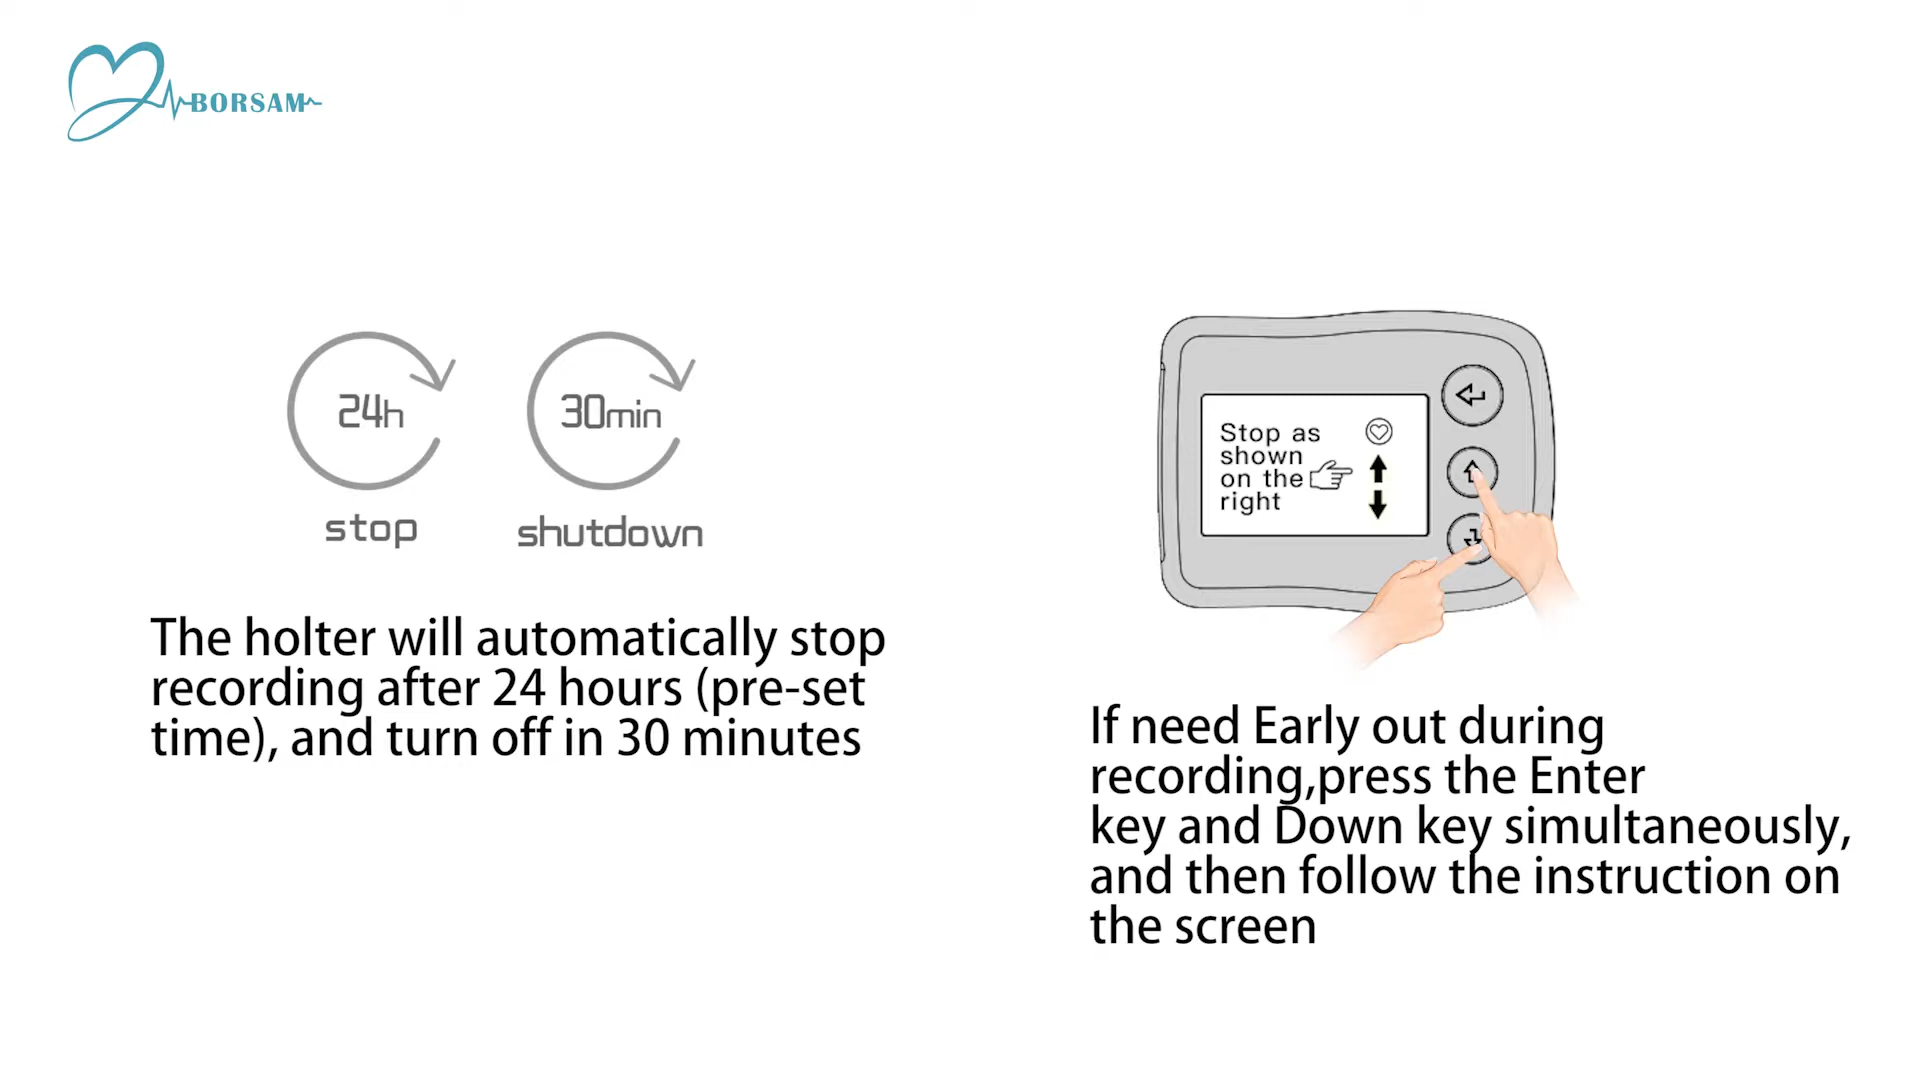 BORSAM
24h
30min
stop
shutdown
The holter will automatically stop
recording after 24 hours (pre-set
time), and turn off in 30 minutes
Stop as
shown
on the
right
If need Early out during
recording,press the Enter
key and Down key simultaneously,
and then follow the instruction on
the screen